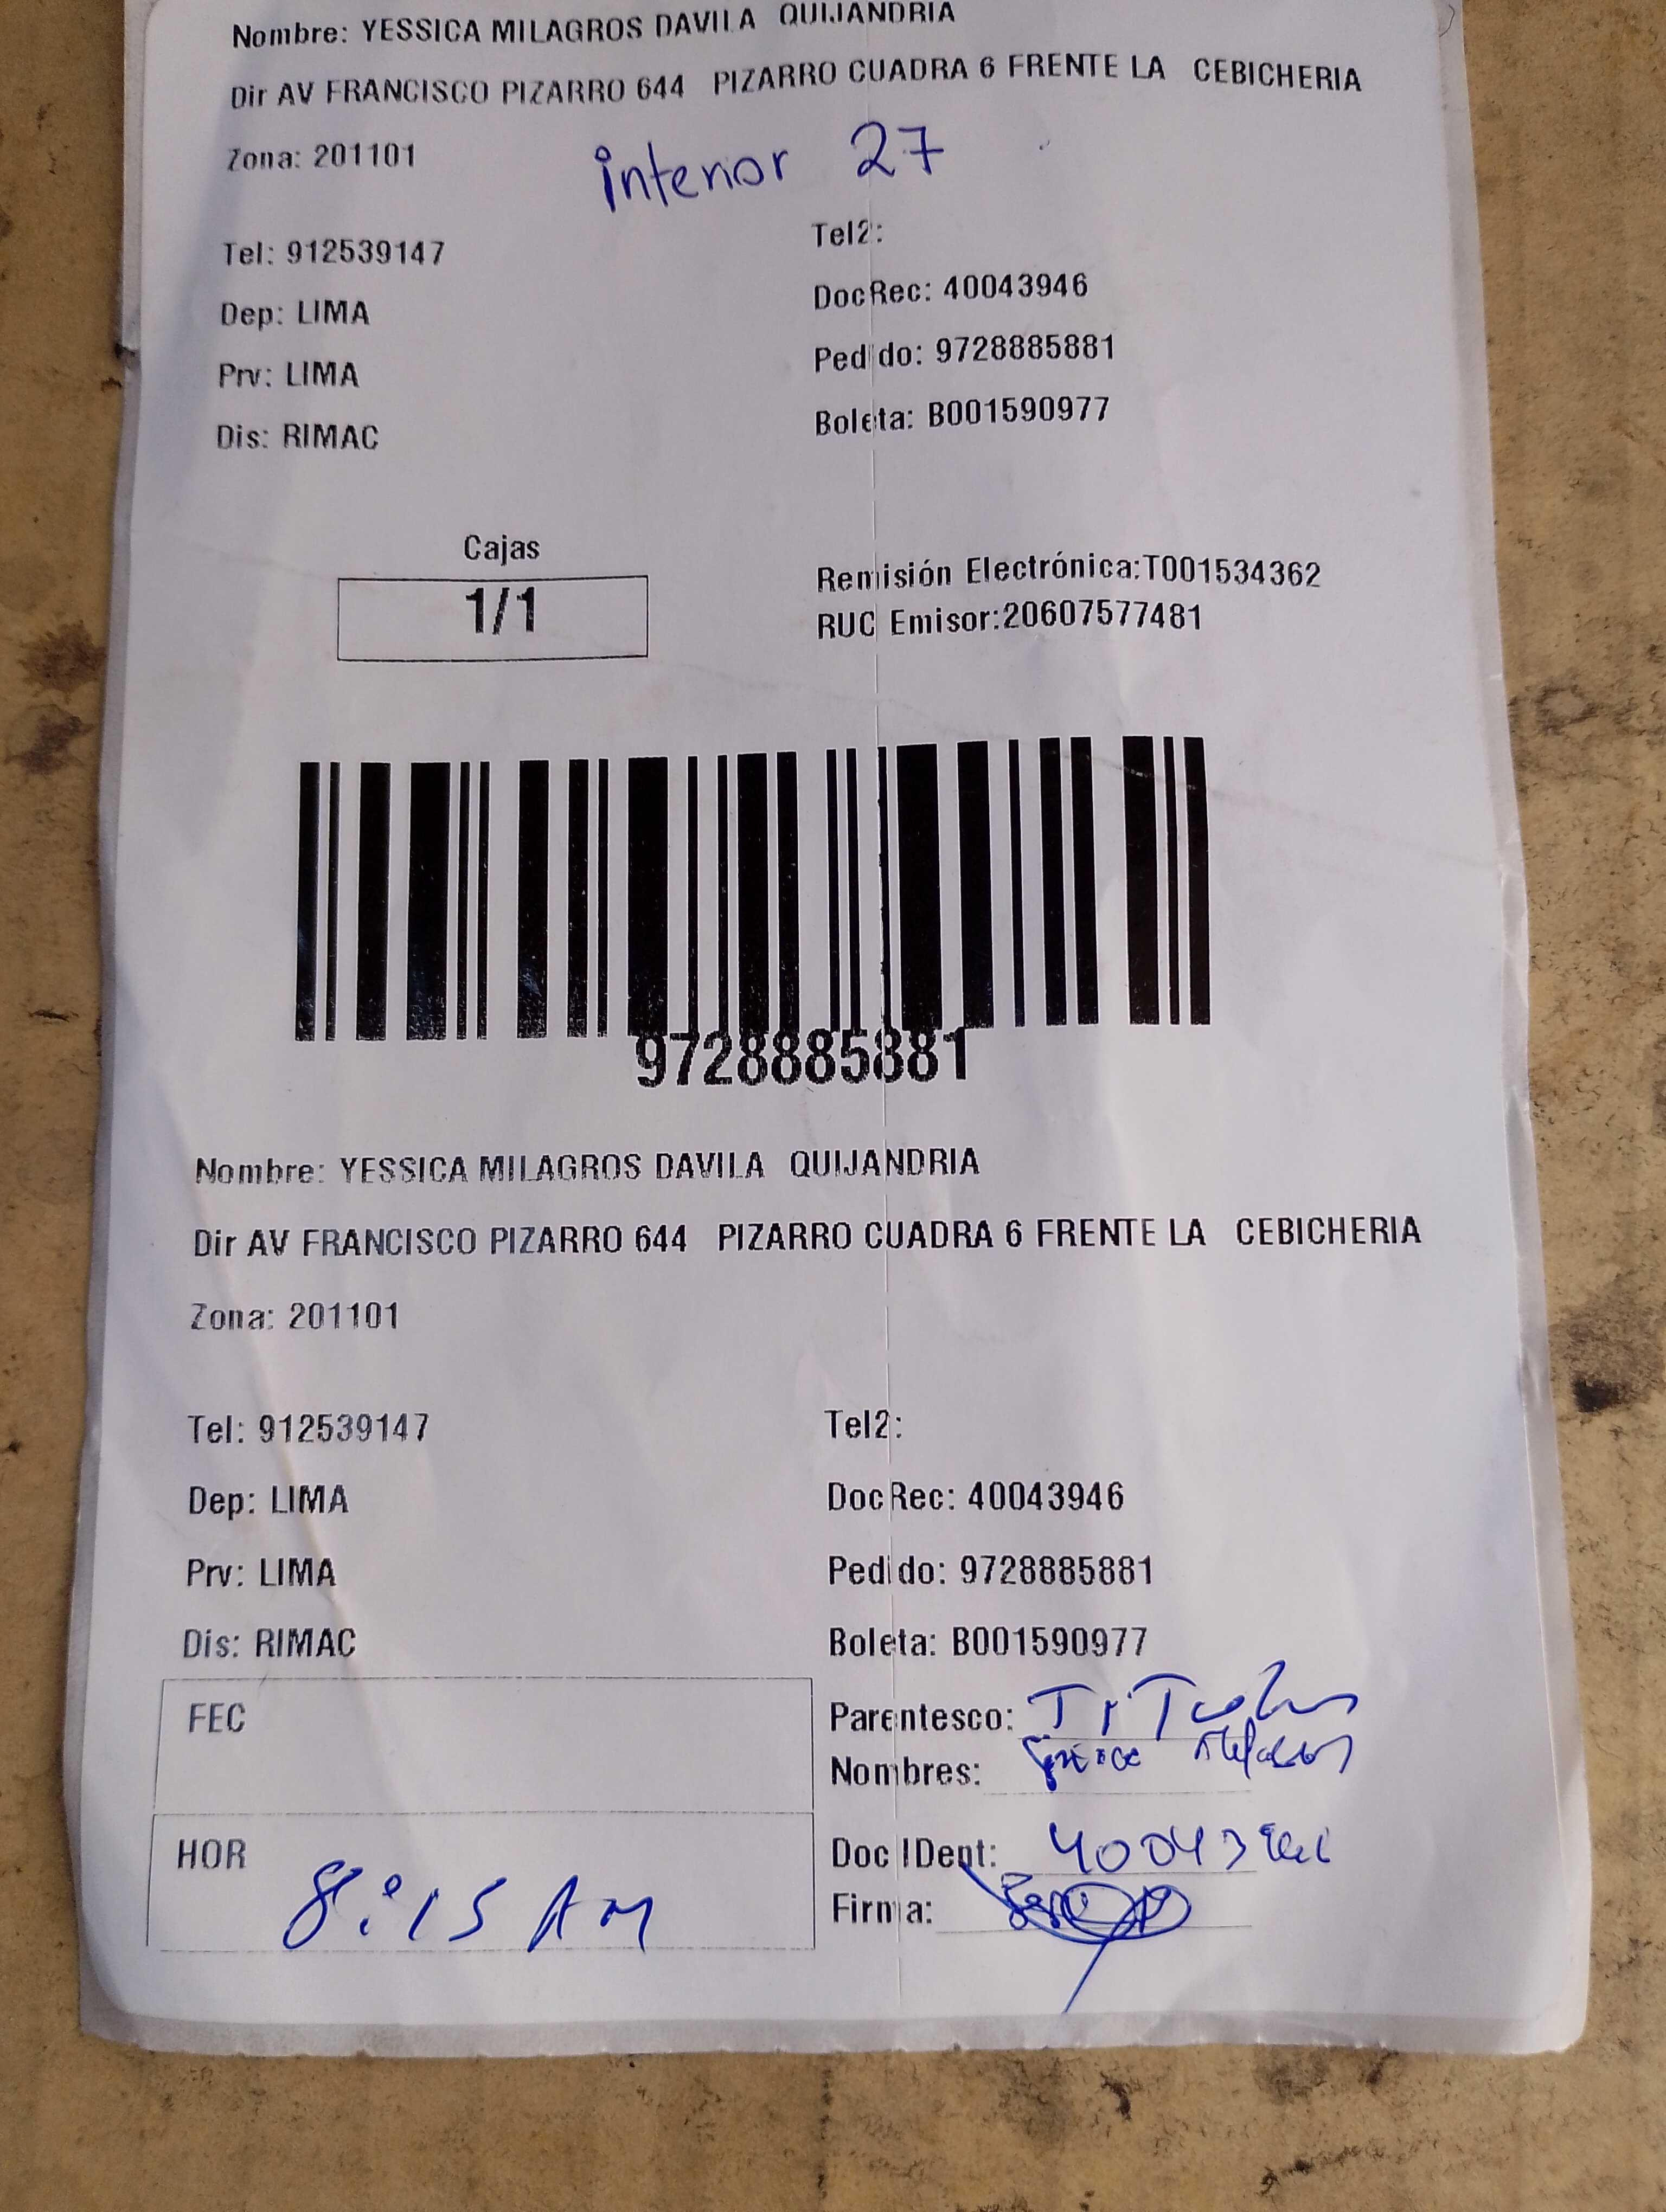 Nombre: YESSICA MILAGROS DAVILA QUIJANDRIA
Dir AV FRANCISCO PIZARRO 644 PIZARRO CUADRA 6 FRENTE LA CEBICHERIA
Zona: 201101
interior 27
Tel: 912539147
Tel2:
Dep: LIMA
DocRec: 40043946
Prv: LIMA
Pedido: 9728885881
Dis: RIMAC
Boleta: B001590977
Cajas
1/1
Remisión Electrónica:T001534362
RUC Emisor:20607577481
9728885881
Nombre: YESSICA MILAGROS DAVILA QUIJANDRIA
Dir AV FRANCISCO PIZARRO 644 PIZARRO CUADRA 6 FRENTE LA CEBICHERIA
Zona: 201101
Tel: 912539147
Tel2:
Dep: LIMA
DocRec: 40043946
Prv: LIMA
Pedido: 9728885881
Dis: RIMAC
Boleta: B001590977
FEC
Parentesco:
Nombres:
HOR
8:15 AM
Doc IDent:
Firma: